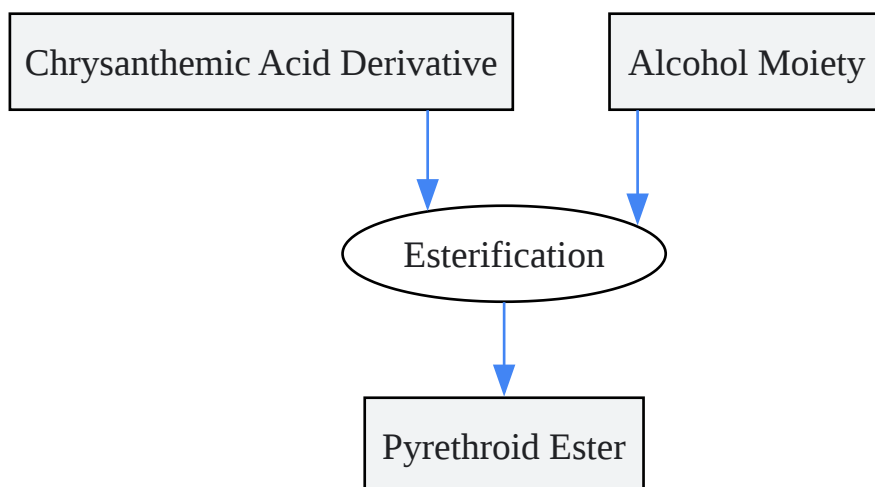 Chrysanthemic Acid Derivative
Alcohol Moiety
Esterification
Pyrethroid Ester